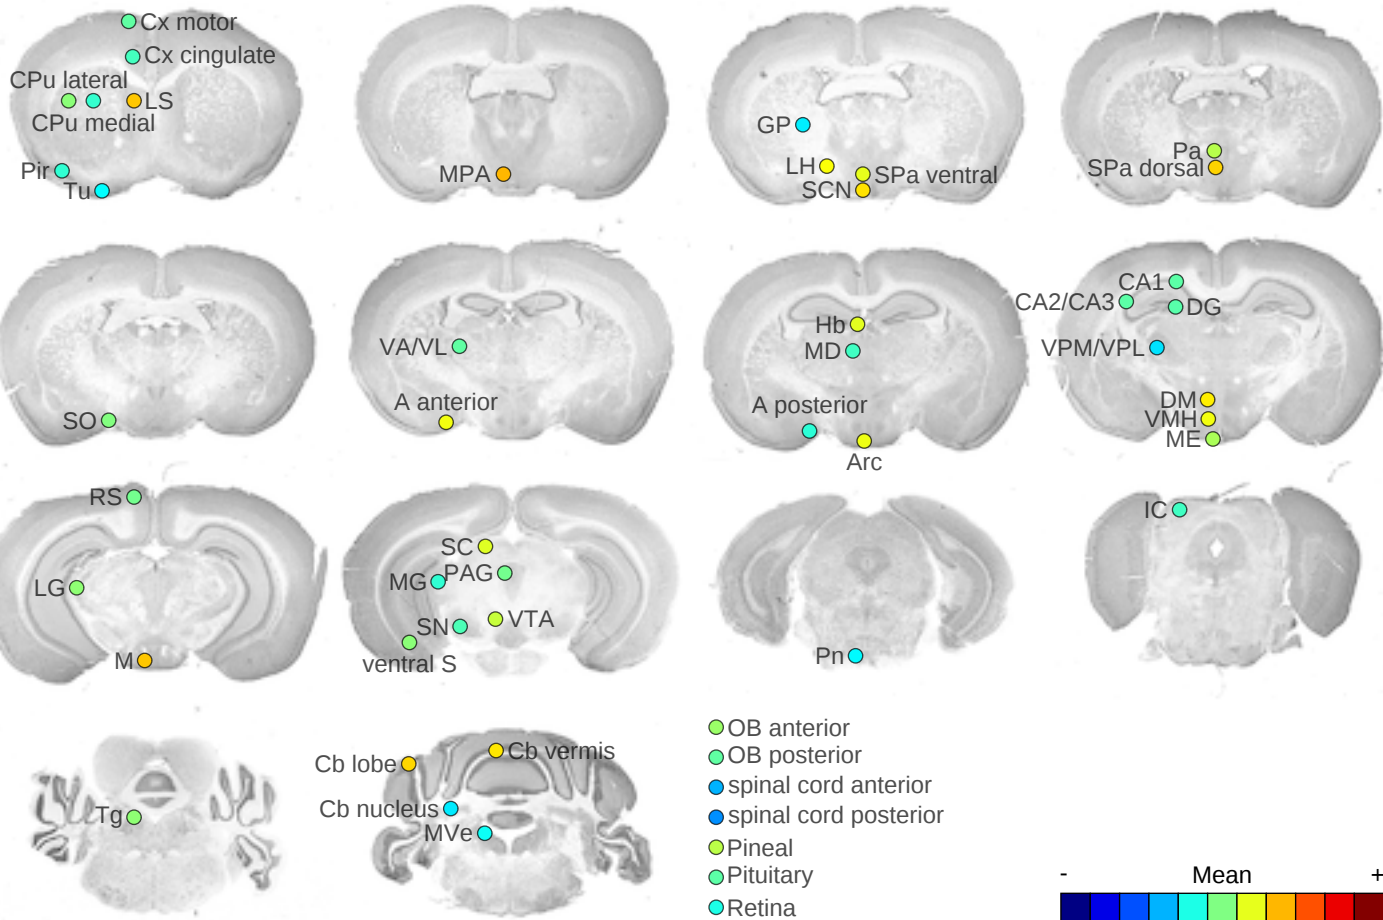 Cx motor
Cx cingulate
CPu lateral
LS
CPu medial
Pir
Tu
MPA
GP
LH
SPa ventral
SCN
Pa
SPa dorsal
SO
VA/VL
A anterior
Hb
MD
A posterior
Arc
CA1
CA2/CA3
DG
VPM/VPL
DM
VMH
ME
RS
LG
M
SC
MG
PAG
SN
VTA
ventral S
Pn
IC
Tg
Cb lobe
Cb vermis
Cb nucleus
MVe
OB anterior
OB posterior
spinal cord anterior
spinal cord posterior
Pineal
Pituitary
Retina
- Mean +